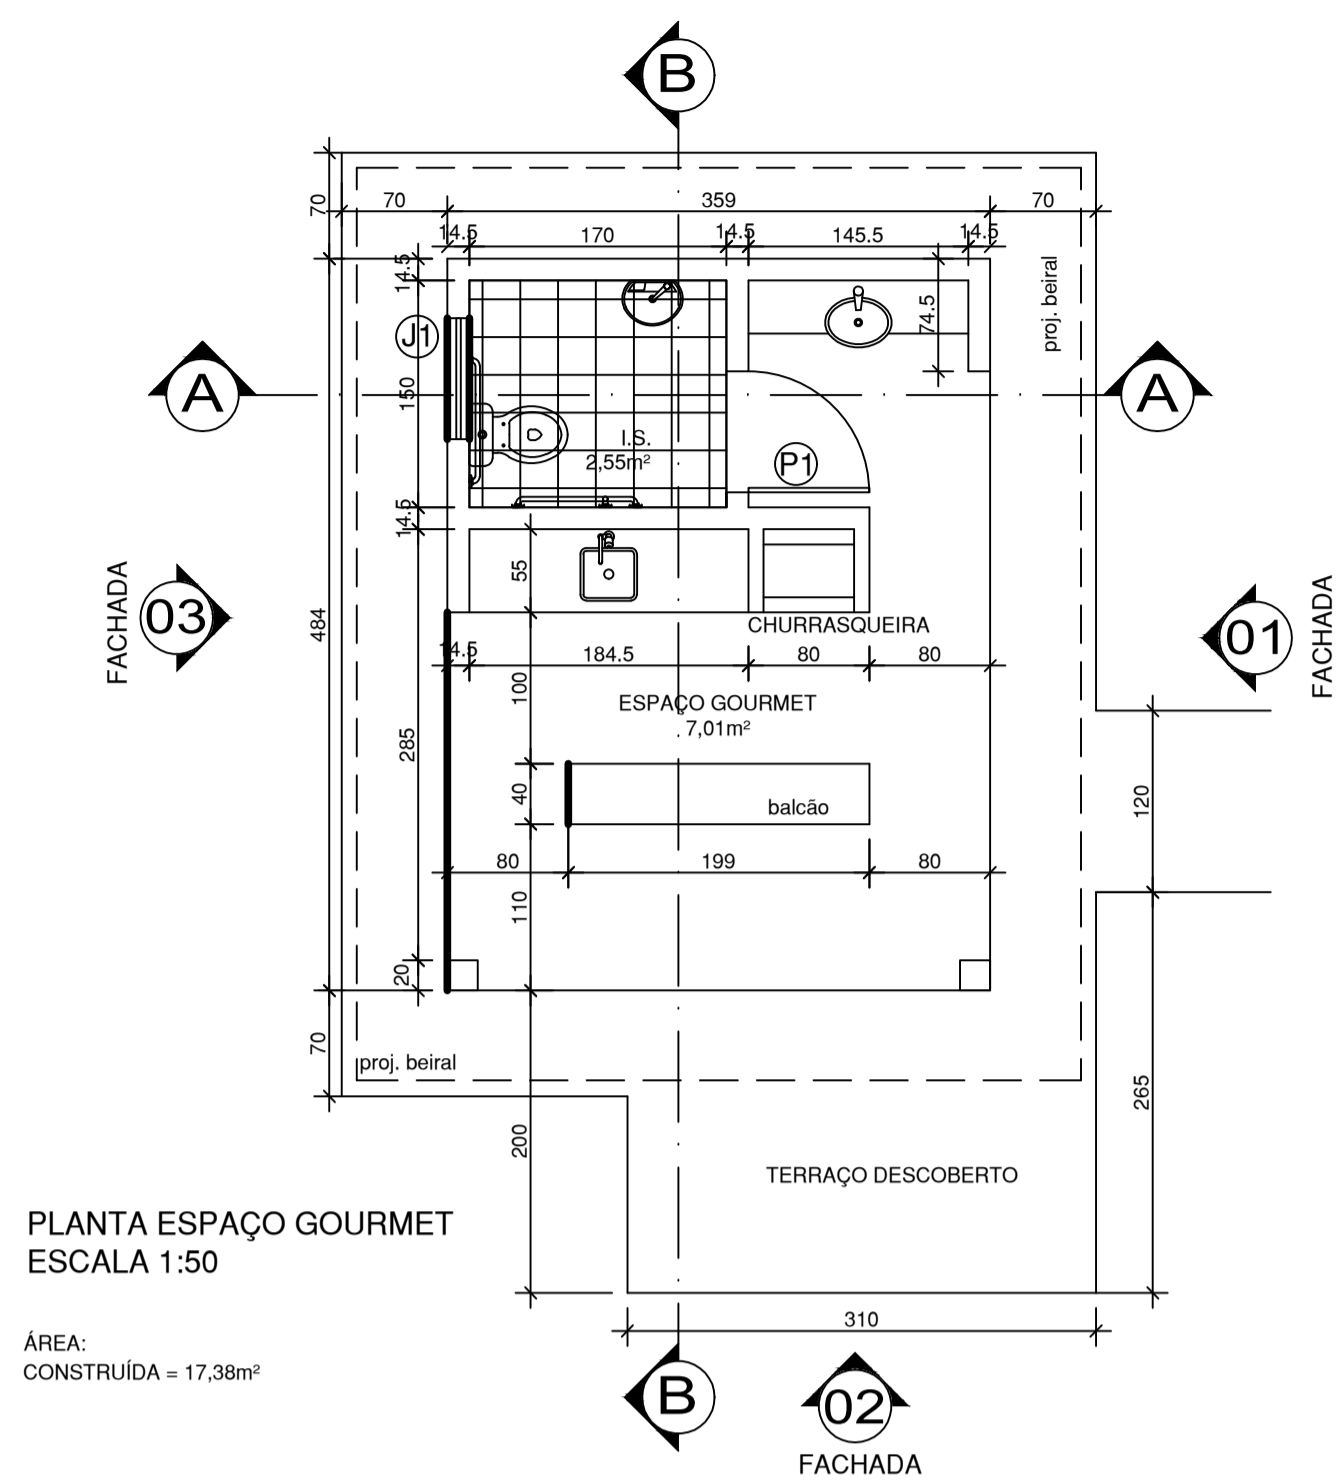 B
70
70
359
70
14.5
170
14.5
145.5
14.5
14.5
74.5
proj. beiral
J1
A
150
A
I.S.
2,55m²
P1
14.5
55
FACHADA
03
484
CHURRASQUEIRA
01
FACHADA
14.5
184.5
80
80
100
ESPAÇO GOURMET
7,01m²
285
40
balcão
120
80
199
80
110
20
70
proj. beiral
265
200
TERRAÇO DESCOBERTO
PLANTA ESPAÇO GOURMET
ESCALA 1:50
310
ÁREA:
CONSTRUÍDA = 17,38m²
B
02
FACHADA